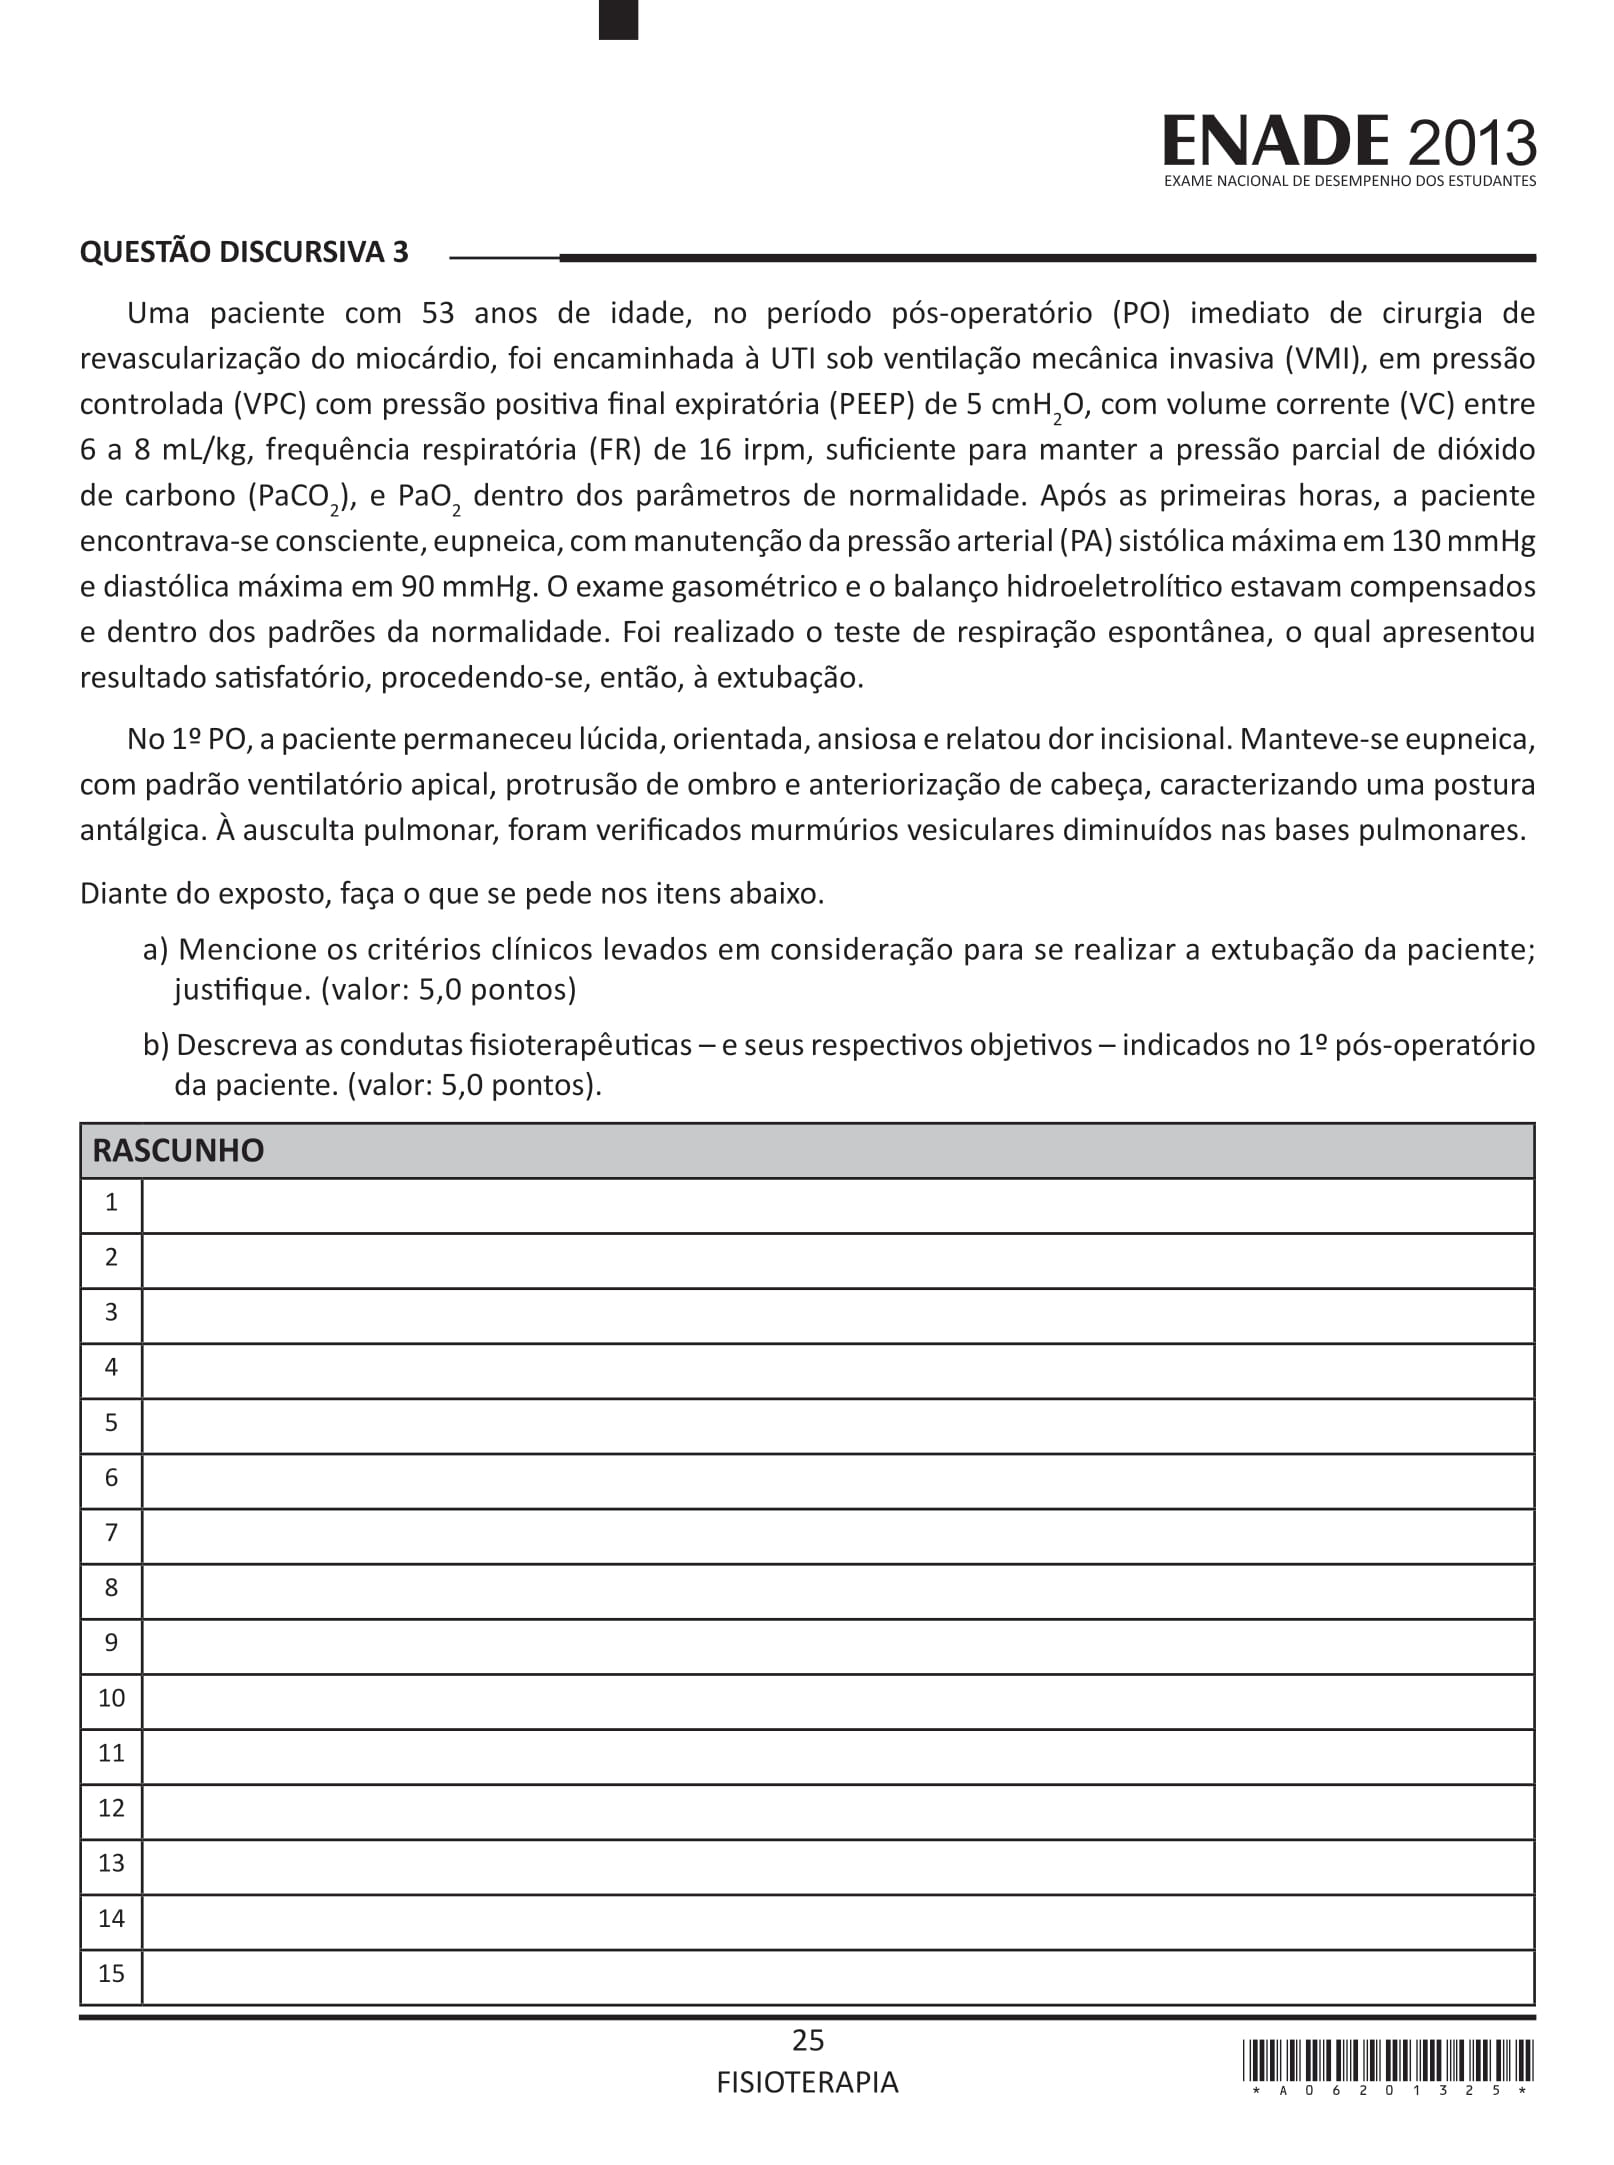 ENADE 2013
EXAME NACIONAL DE DESEMPENHO DOS ESTUDANTES
QUESTÃO DISCURSIVA 3
Uma paciente com 53 anos de idade, no período pós-operatório (PO) imediato de cirurgia de
revascularização do miocárdio, foi encaminhada à UTI sob ventilação mecânica invasiva (VMI), em pressão
controlada (VPC) com pressão positiva final expiratória (PEEP) de 5 cmH₂O, com volume corrente (VC) entre
6 a 8 mL/kg, frequência respiratória (FR) de 16 irpm, suficiente para manter a pressão parcial de dióxido
de carbono (PaCO₂), e PaO₂ dentro dos parâmetros de normalidade. Após as primeiras horas, a paciente
encontrava-se consciente, eupneica, com manutenção da pressão arterial (PA) sistólica máxima em 130 mmHg
e diastólica máxima em 90 mmHg. O exame gasométrico e o balanço hidroeletrolítico estavam compensados
e dentro dos padrões da normalidade. Foi realizado o teste de respiração espontânea, o qual apresentou
resultado satisfatório, procedendo-se, então, à extubação.
No 1º PO, a paciente permaneceu lúcida, orientada, ansiosa e relatou dor incisional. Manteve-se eupneica,
com padrão ventilatório apical, protrusão de ombro e anteriorização de cabeça, caracterizando uma postura
antálgica. À ausculta pulmonar, foram verificados murmúrios vesiculares diminuídos nas bases pulmonares.
Diante do exposto, faça o que se pede nos itens abaixo.
a) Mencione os critérios clínicos levados em consideração para se realizar a extubação da paciente;
justifique. (valor: 5,0 pontos)
b) Descreva as condutas fisioterapêuticas – e seus respectivos objetivos – indicados no 1º pós-operatório
da paciente. (valor: 5,0 pontos).
RASCUNHO
1
2
3
4
5
6
7
8
9
10
11
12
13
14
15
25
FISIOTERAPIA
*A06201325*